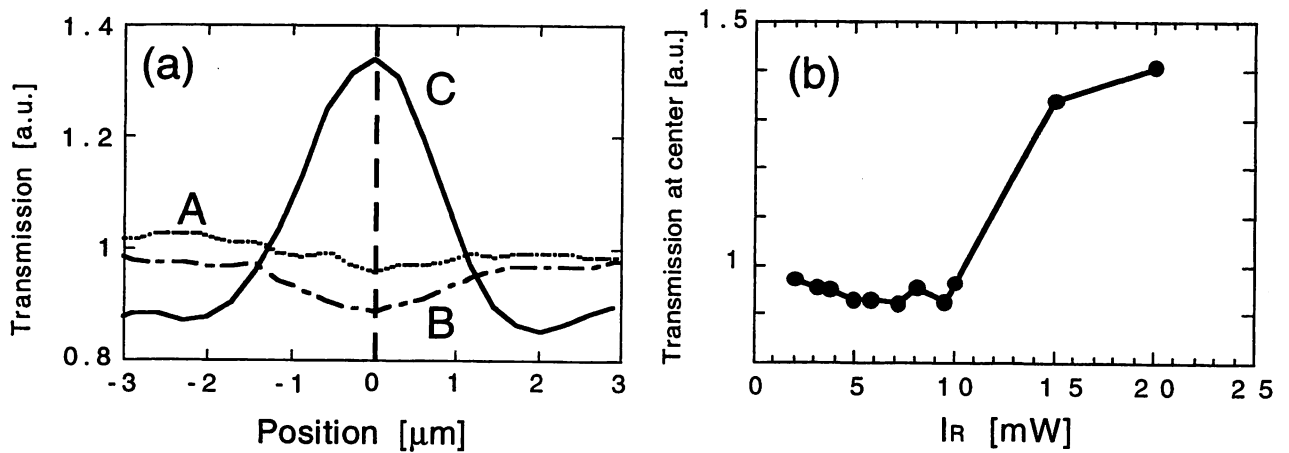 (a)
Transmission [a.u.]
1.4
1.2
1
0.8
A
B
C
-3 -2 -1 0 1 2 3
Position [μm]
(b)
Transmission at center [a.u.]
1.5
1
0 5 10 15 20 25
IR [mW]